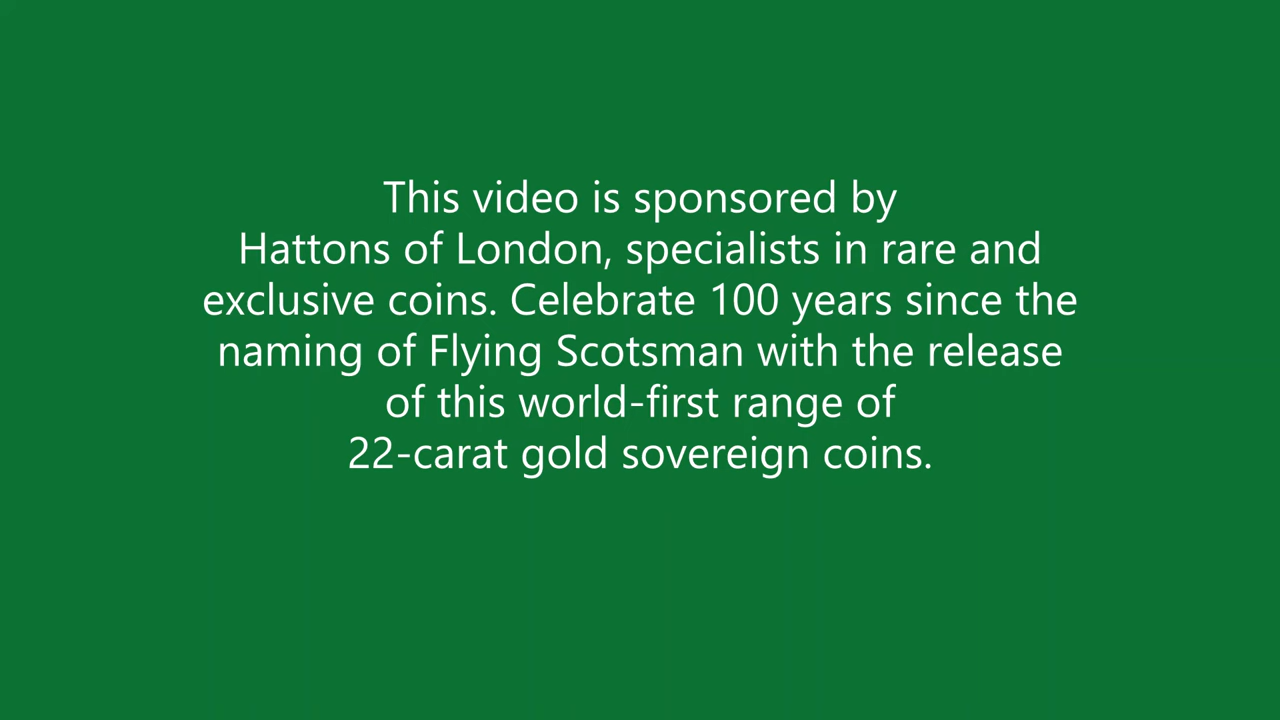 This video is sponsored by
Hattons of London, specialists in rare and
exclusive coins. Celebrate 100 years since the
naming of Flying Scotsman with the release
of this world-first range of
22-carat gold sovereign coins.